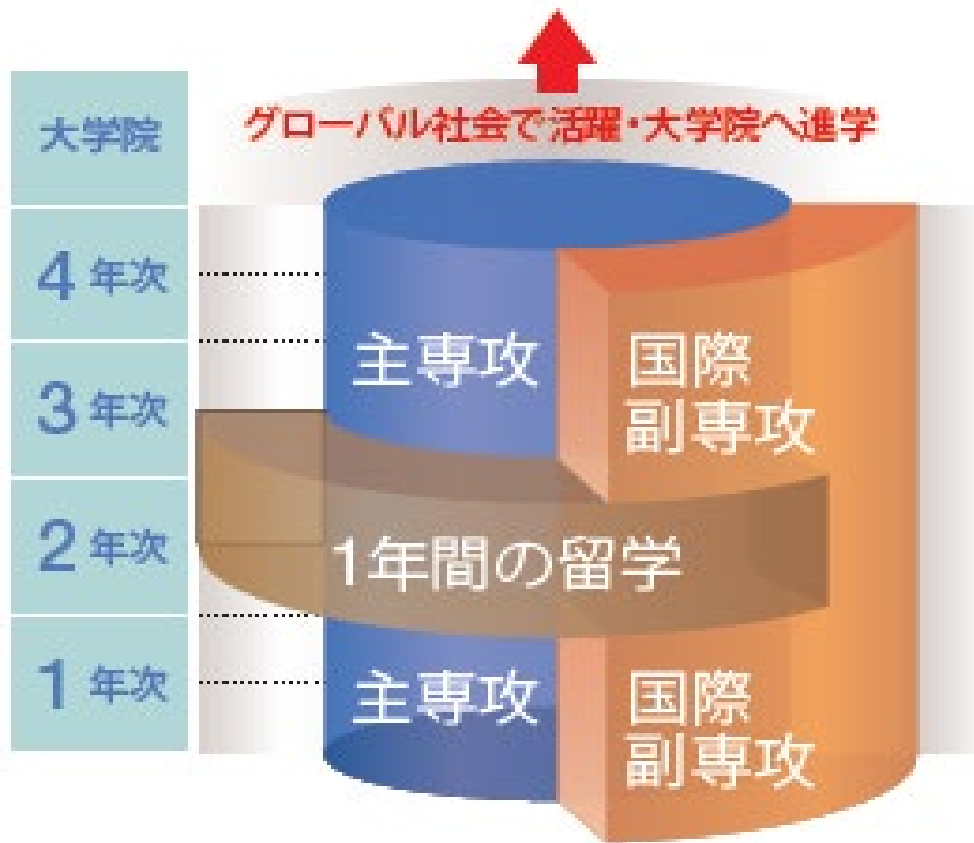 グローバル社会で活躍・大学院へ進学
大学院
4年次
3年次
2年次
1年次
主専攻
国際
副専攻
1年間の留学
主専攻
国際
副専攻